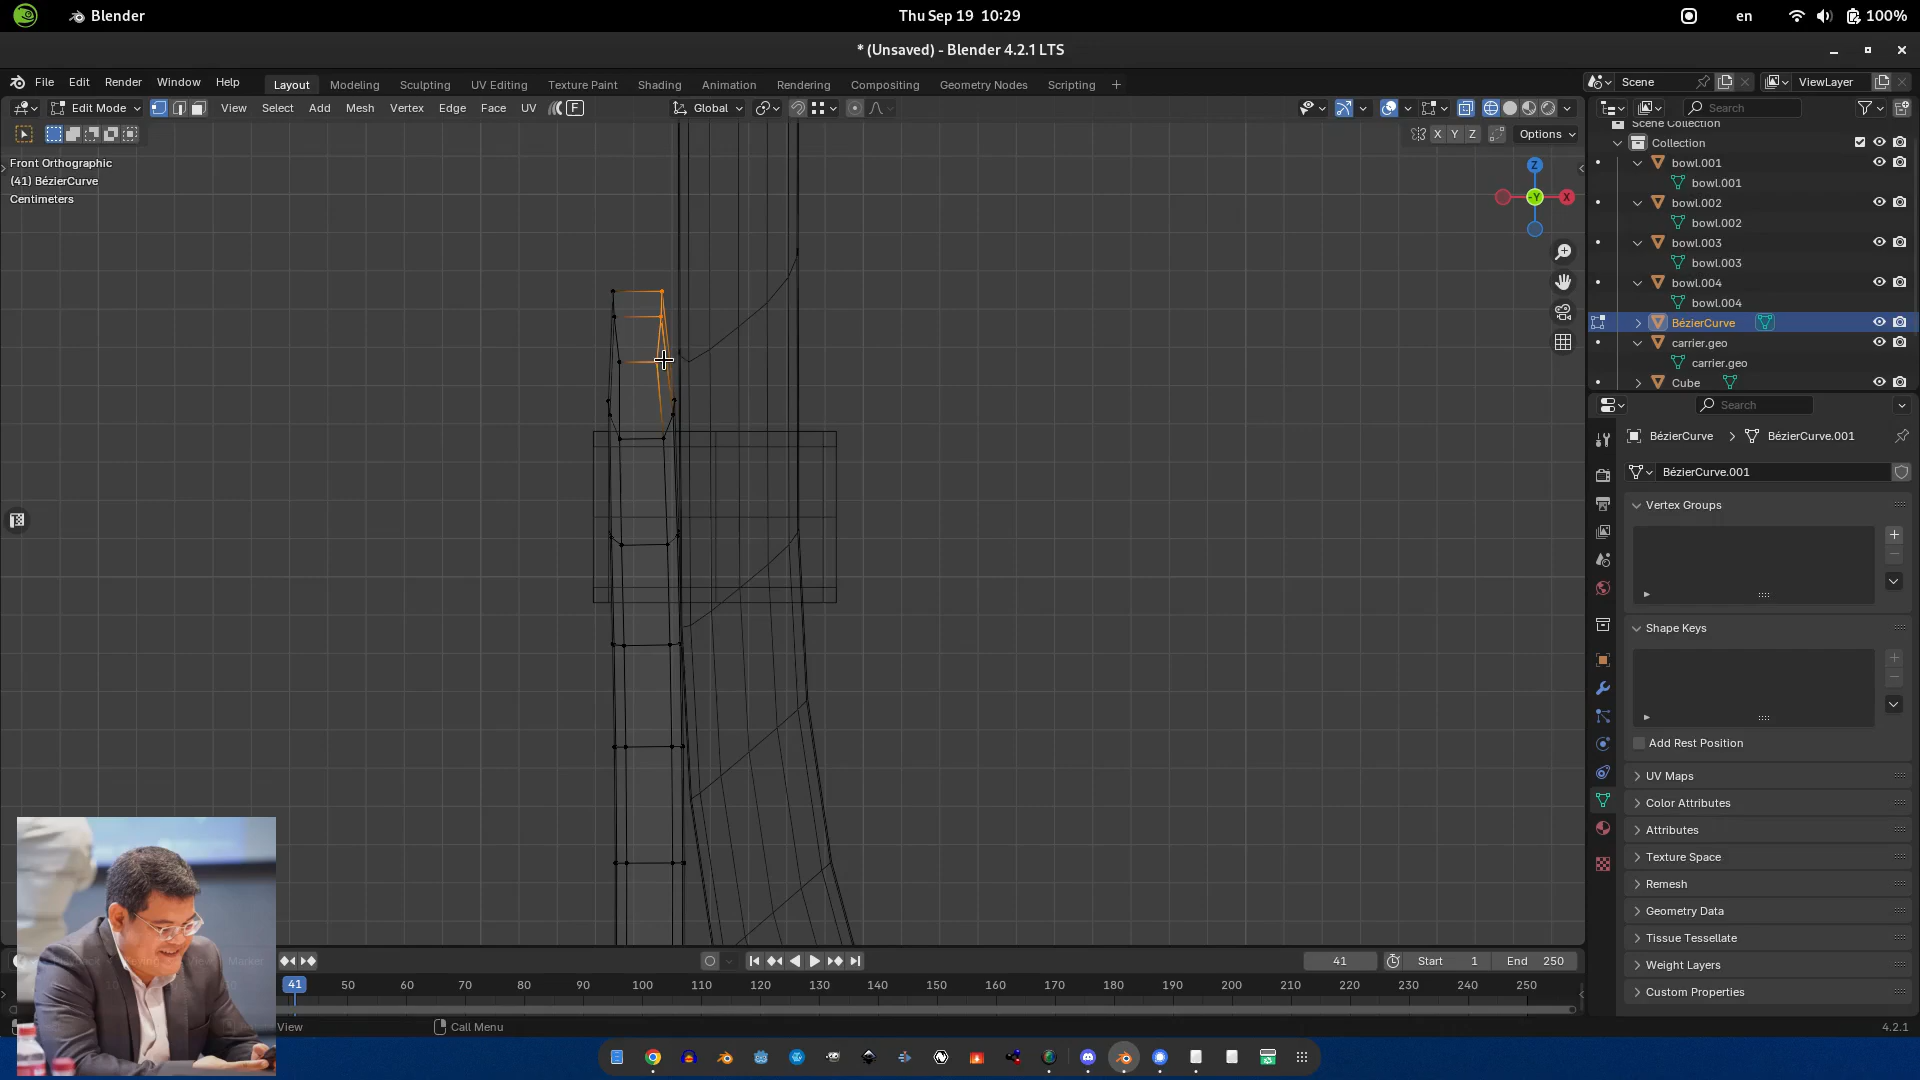 Blender
Thu Sep 19 10:29
en
100%
* (Unsaved) - Blender 4.2.1 LTS
File Edit Render Window Help
Layout Modeling Sculpting UV Editing Texture Paint Shading Animation Rendering Compositing Geometry Nodes Scripting +
Scene
ViewLayer
Edit Mode
View Select Add Mesh Vertex Edge Face UV
F
Global
Search
X Y Z
Options
Front Orthographic
(41) BézierCurve
Centimeters
Z
-Y
X
Scene Collection
Collection
bowl.001
bowl.001
bowl.002
bowl.002
bowl.003
bowl.003
bowl.004
bowl.004
BézierCurve
carrier.geo
carrier.geo
Cube
Search
BézierCurve > BézierCurve.001
BézierCurve.001
Vertex Groups
Shape Keys
Add Rest Position
UV Maps
Color Attributes
Attributes
Texture Space
Remesh
Geometry Data
Tissue Tessellate
Weight Layers
Custom Properties
Marker
41
Start 1
End 250
41 50 60 70 80 90 100 110 120 130 140 150 160 170 180 190 200 210 220 230 240 250
View
Call Menu
4.2.1